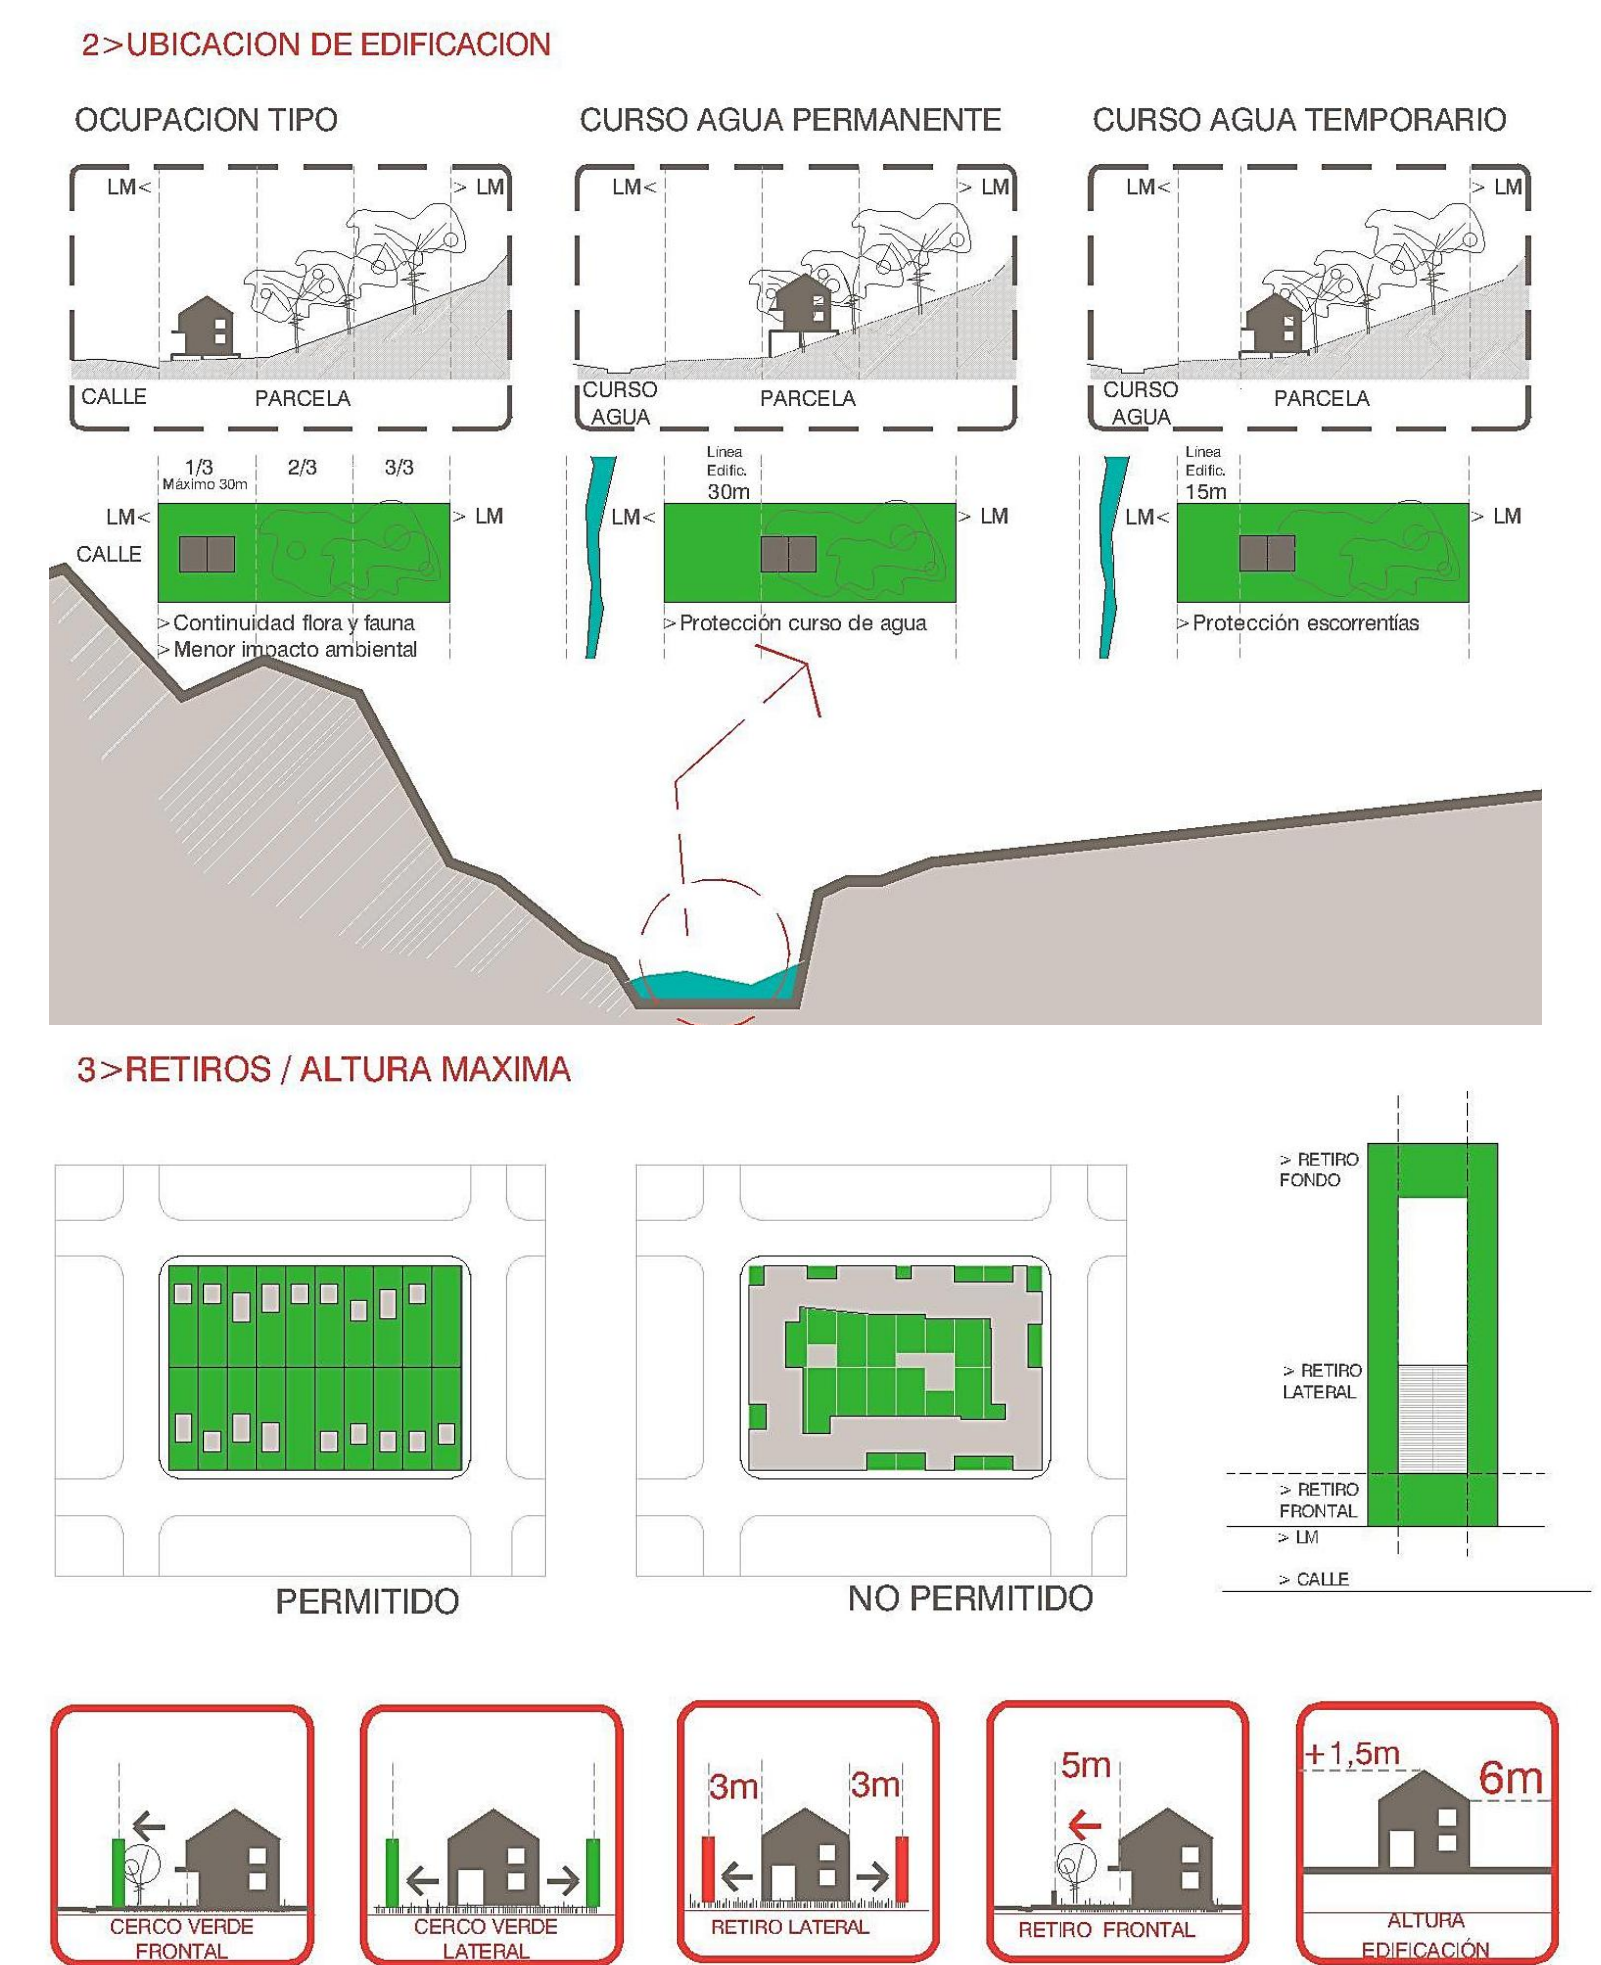 2>UBICACION DE EDIFICACION
OCUPACION TIPO
CURSO AGUA PERMANENTE
CURSO AGUA TEMPORARIO
LM<
> LM
LM<
> LM
LM<
> LM
CALLE
PARCELA
CURSO
AGUA
PARCELA
CURSO
AGUA
PARCELA
1/3
Máximo 30m
2/3
3/3
LM<
> LM
CALLE
> Continuidad flora y fauna
> Menor impacto ambiental
Línea
Edific.
30m
LM<
> LM
> Protección curso de agua
Línea
Edific.
15m
LM<
> LM
> Protección escorrentías
3>RETIROS / ALTURA MAXIMA
PERMITIDO
NO PERMITIDO
> RETIRO
FONDO
> RETIRO
LATERAL
> RETIRO
FRONTAL
> LM
> CALLE
CERCO VERDE
FRONTAL
CERCO VERDE
LATERAL
3m
3m
RETIRO LATERAL
5m
RETIRO FRONTAL
+1,5m
6m
ALTURA
EDIFICACIÓN